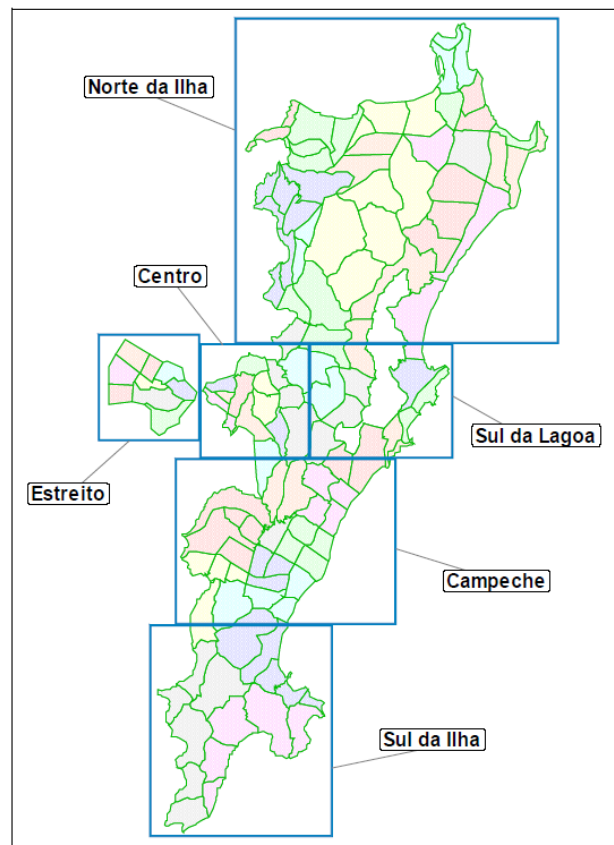 Norte da Ilha
Centro
Sul da Lagoa
Estreito
Campeche
Sul da Ilha